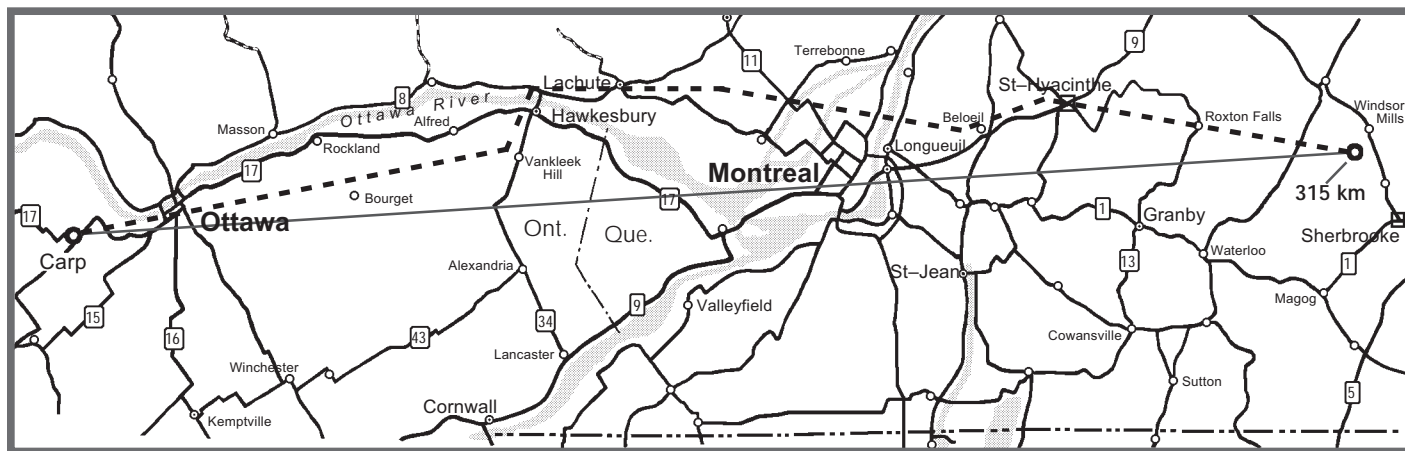 Terrebonne
9
11
Lachute
St–Hyacinthe
8
Ottawa River
Windsor
Mills
Masson
Alfred
Hawkesbury
Beloeil
Roxton Falls
Rockland
Longueuil
17
Vankleek
Hill
Montreal
315 km
Bourget
17
17
Ottawa
1
Granby
Ont.
Que.
Sherbrooke
Carp
Waterloo
Alexandria
St–Jean
13
1
Magog
15
9
Valleyfield
34
16
43
Cowansville
Lancaster
Winchester
Sutton
5
Cornwall
Kemptville